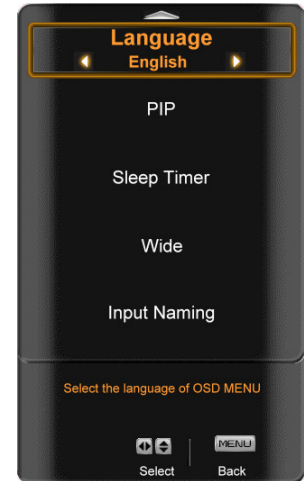 Language
English
PIP
Sleep Timer
Wide
Input Naming
Select the language of OSD MENU
MENU
Select
Back